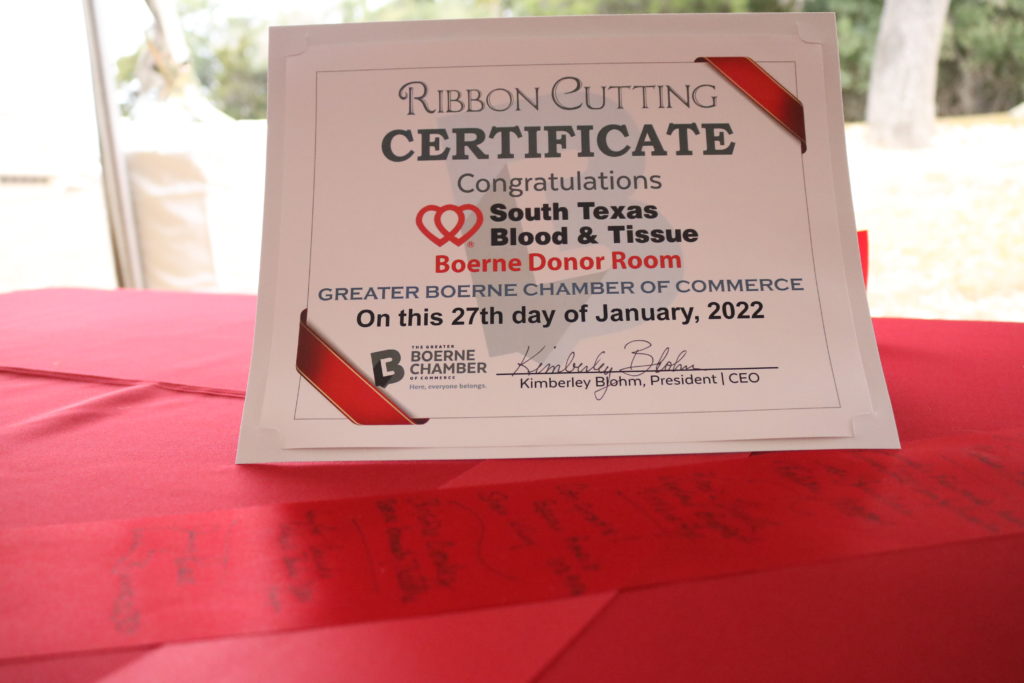 RIBBON CUTTING
CERTIFICATE
Congratulations
South Texas
Blood & Tissue
®
Boerne Donor Room
GREATER BOERNE CHAMBER OF COMMERCE
On this 27th day of January, 2022
THE GREATER
BOERNE
CHAMBER
OF COMMERCE
Here, everyone belongs.
Kimberley Blohm
Kimberley Blohm, President | CEO